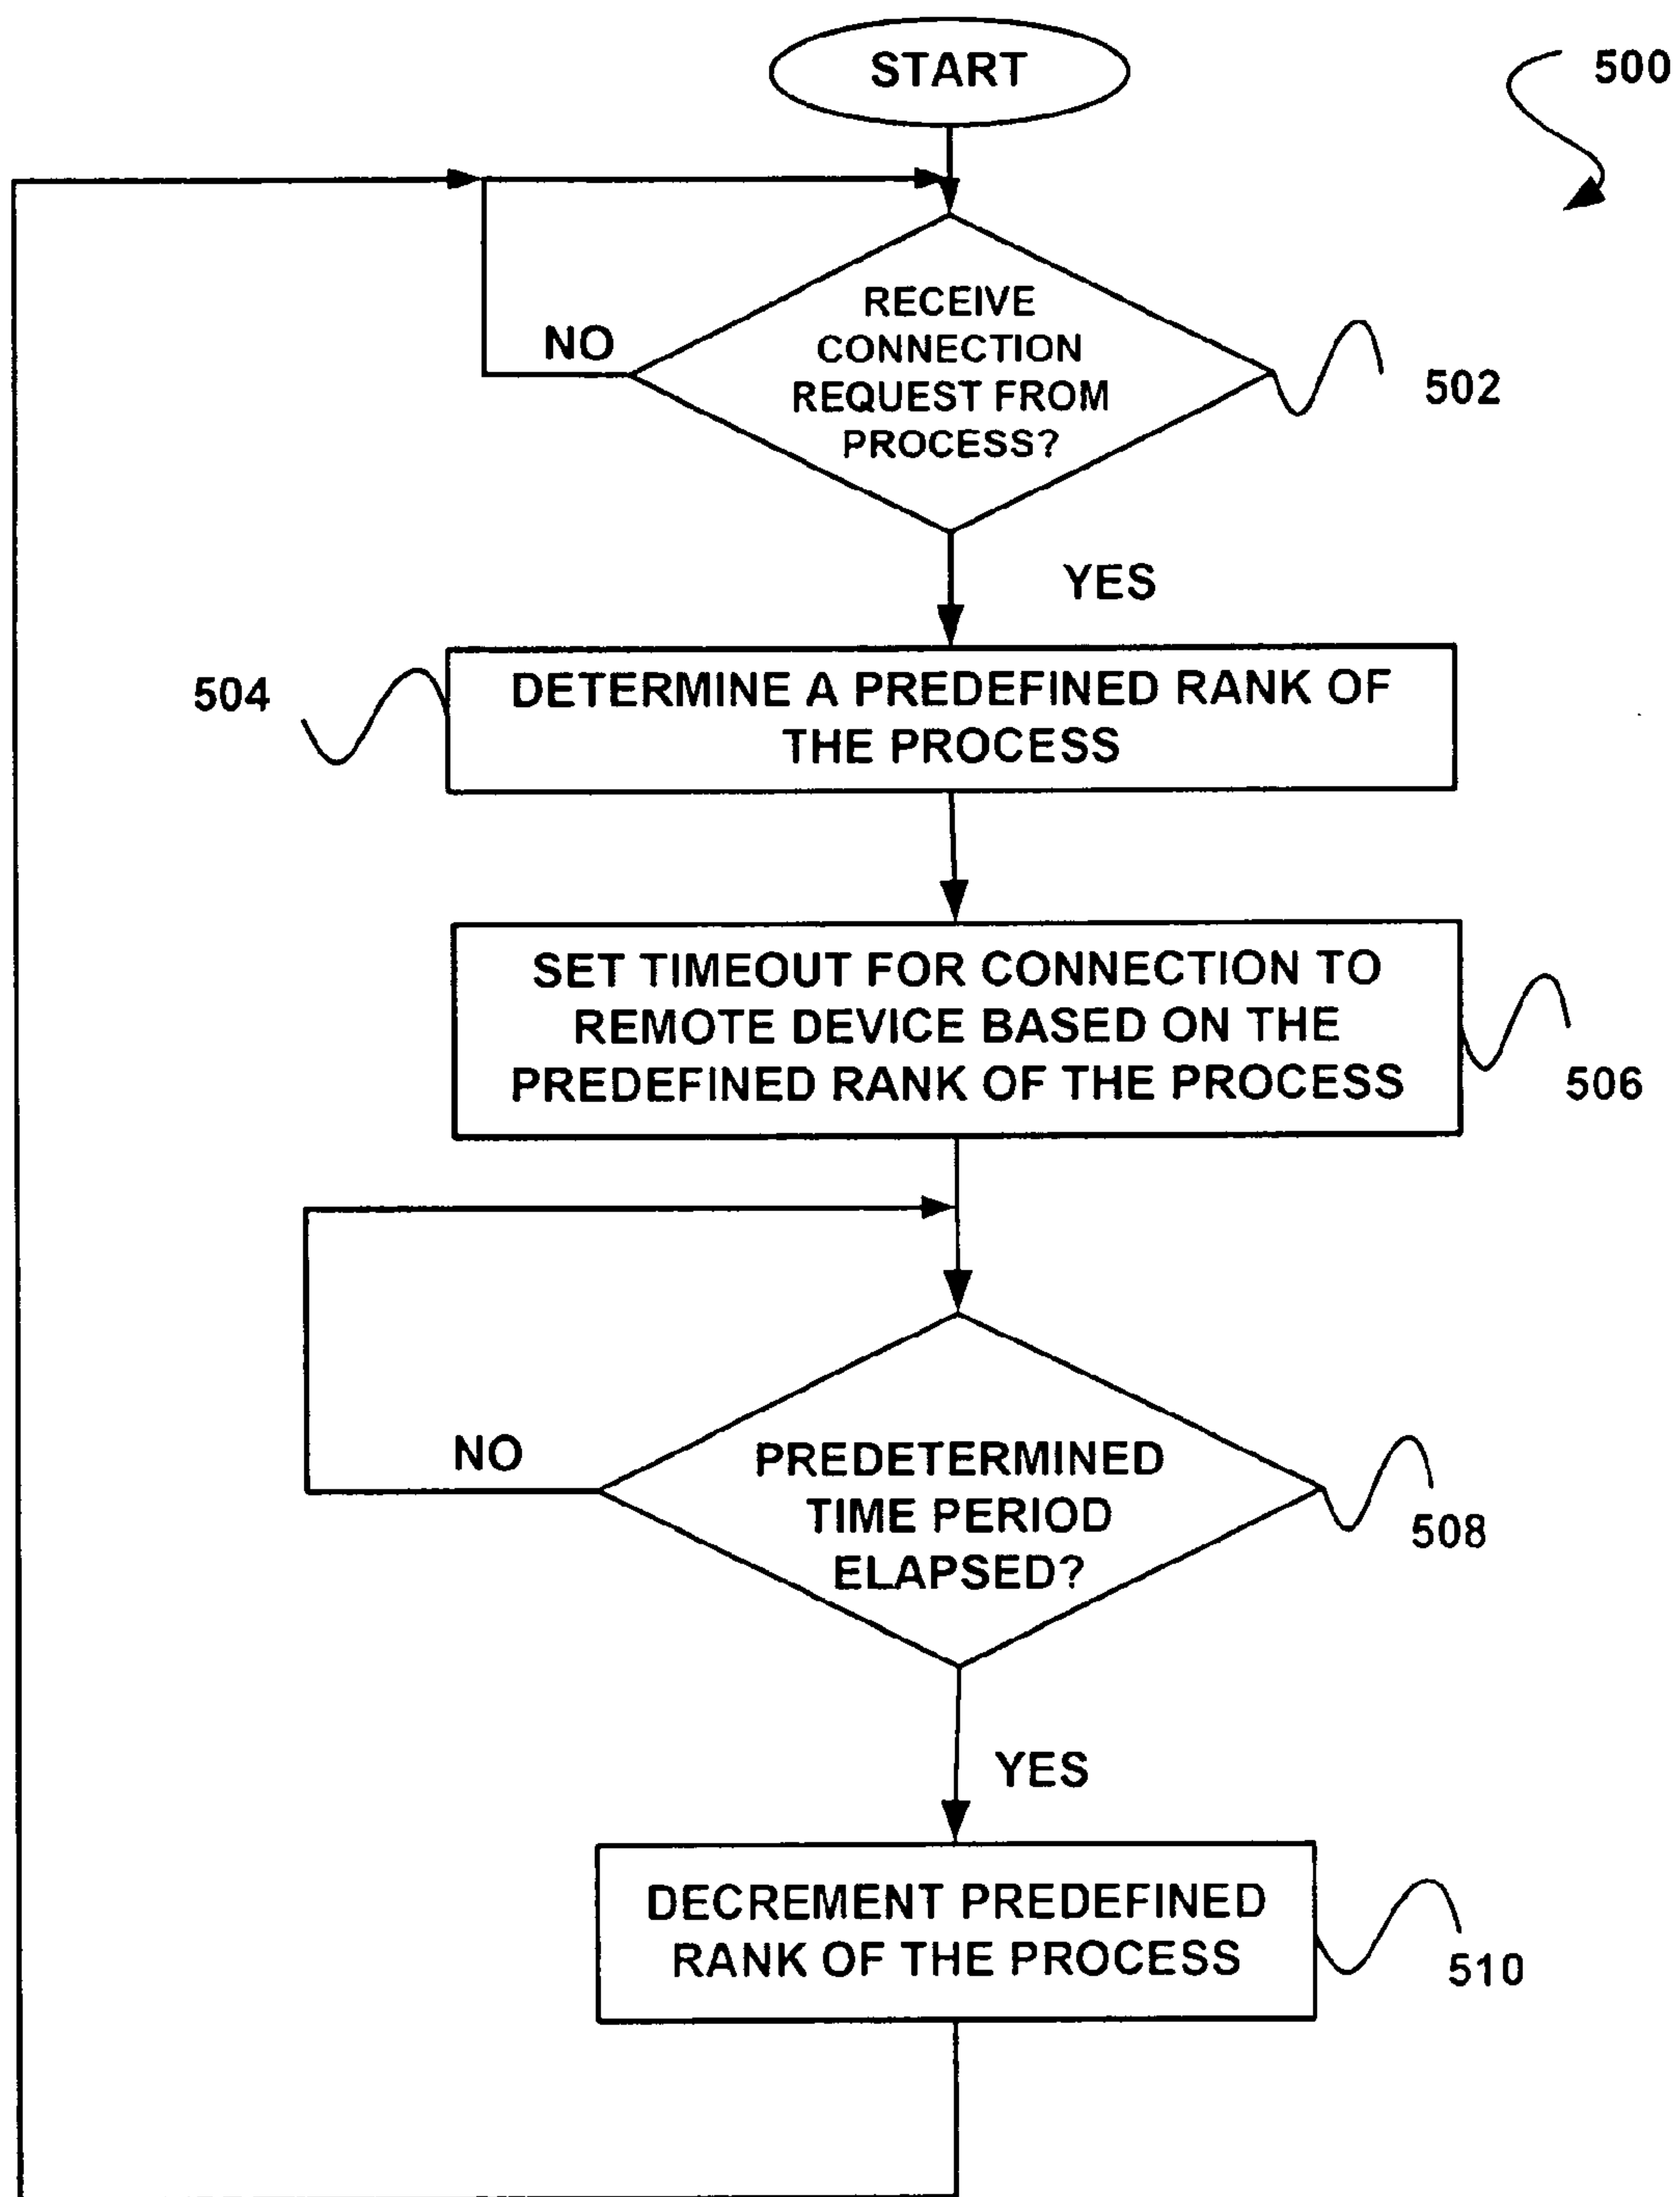 START
500
RECEIVE
CONNECTION
REQUEST FROM
PROCESS?
NO
502
YES
504
DETERMINE A PREDEFINED RANK OF
THE PROCESS
SET TIMEOUT FOR CONNECTION TO
REMOTE DEVICE BASED ON THE
PREDEFINED RANK OF THE PROCESS
506
NO
PREDETERMINED
TIME PERIOD
ELAPSED?
508
YES
DECREMENT PREDEFINED
RANK OF THE PROCESS
510